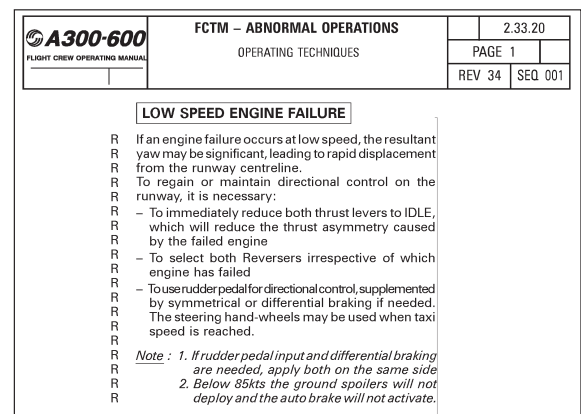 A300-600
FLIGHT CREW OPERATING MANUAL
FCTM – ABNORMAL OPERATIONS
OPERATING TECHNIQUES
2.33.20
PAGE 1
REV 34 SEQ 001
LOW SPEED ENGINE FAILURE
R If an engine failure occurs at low speed, the resultant
R yaw may be significant, leading to rapid displacement
R from the runway centreline.
R To regain or maintain directional control on the
R runway, it is necessary:
R – To immediately reduce both thrust levers to IDLE,
R which will reduce the thrust asymmetry caused
R by the failed engine
R – To select both Reversers irrespective of which
R engine has failed
R – To use rudder pedal for directional control, supplemented
R by symmetrical or differential braking if needed.
R The steering hand-wheels may be used when taxi
R speed is reached.
R Note : 1. If rudder pedal input and differential braking
R are needed, apply both on the same side
R 2. Below 85kts the ground spoilers will not
R deploy and the auto brake will not activate.